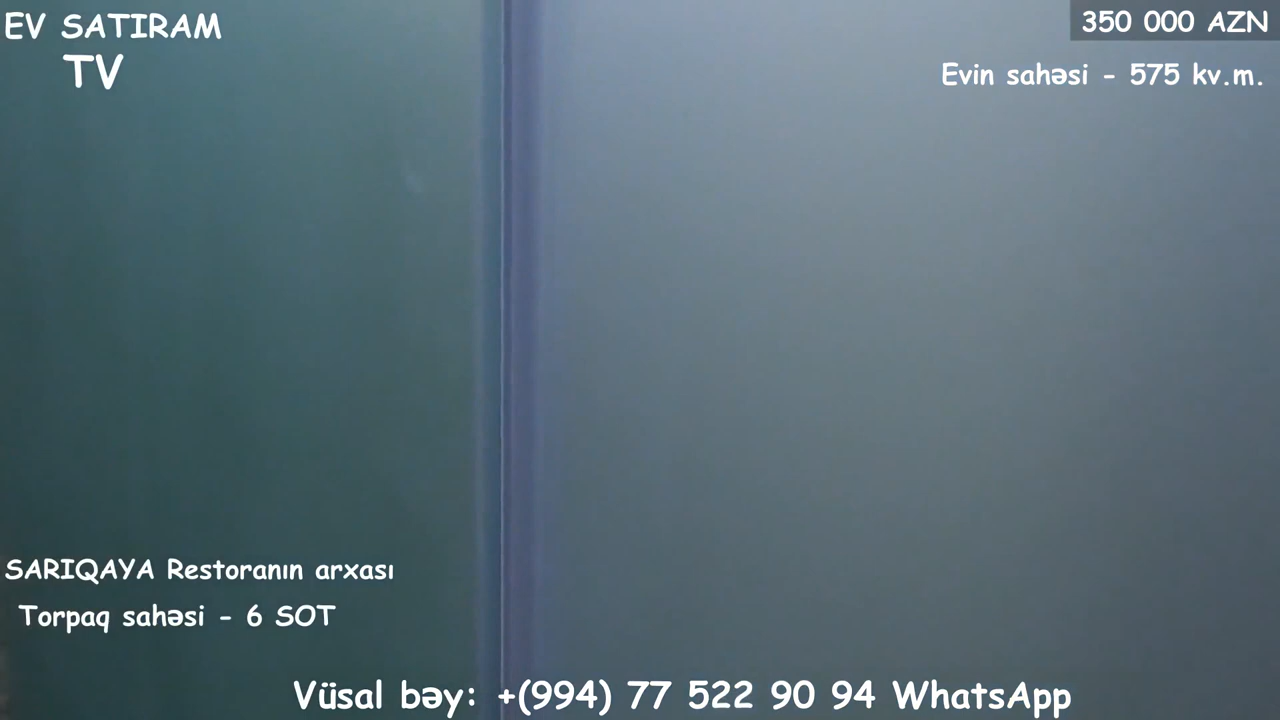 EV SATIRAM
TV
350 000 AZN
Evin sahəsi - 575 kv.m.
SARIQAYA Restoranın arxası
Torpaq sahəsi - 6 SOT
Vüsal bəy: +(994) 77 522 90 94 WhatsApp